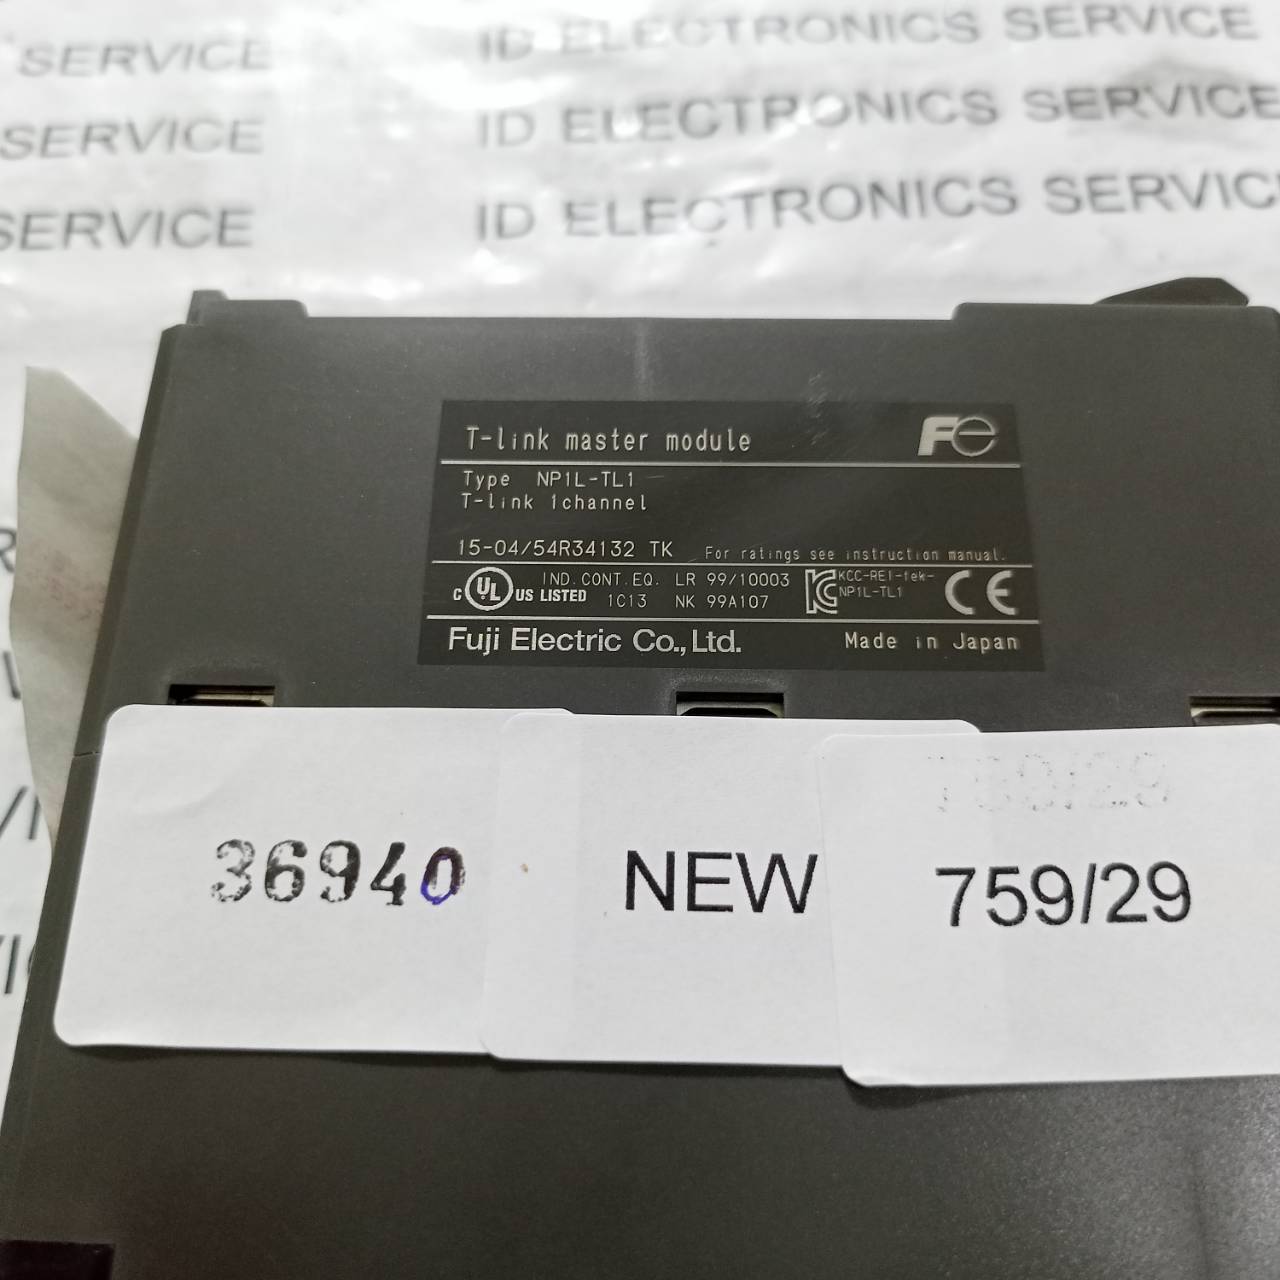 SERVICE ID ELECTRONICS SERVICE
SERVICE ID ELECTRONICS SERVICE
SERVICE ID ELECTRONICS SERVIC
T-link master module Fe
Type NP1L-TL1
T-link 1channel
15-04/54R34132 TK For ratings see instruction manual.
C UL US LISTED IND.CONT.EQ. 1C13 LR 99/10003 NK 99A107 KCC-REI-fek-NP1L-TL1 CE
Fuji Electric Co.,Ltd. Made in Japan
36940 NEW 759/29